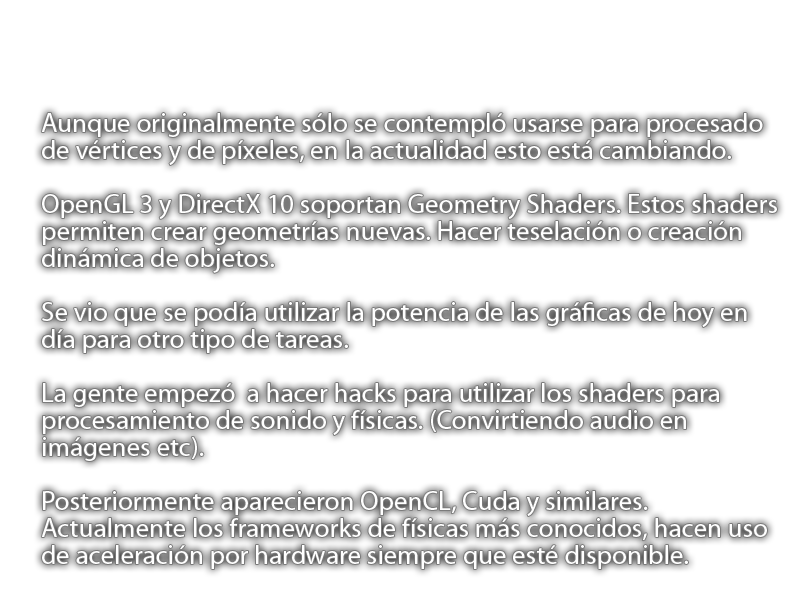 Aunque originalmente sólo se contempló usarse para procesado
de vértices y de píxeles, en la actualidad esto está cambiando.
OpenGL 3 y DirectX 10 soportan Geometry Shaders. Estos shaders
permiten crear geometrías nuevas. Hacer teselación o creación
dinámica de objetos.
Se vio que se podía utilizar la potencia de las gráficas de hoy en
día para otro tipo de tareas.
La gente empezó  a hacer hacks para utilizar los shaders para
procesamiento de sonido y físicas. (Convirtiendo audio en
imágenes etc).
Posteriormente aparecieron OpenCL, Cuda y similares.
Actualmente los frameworks de físicas más conocidos, hacen uso
de aceleración por hardware siempre que esté disponible.